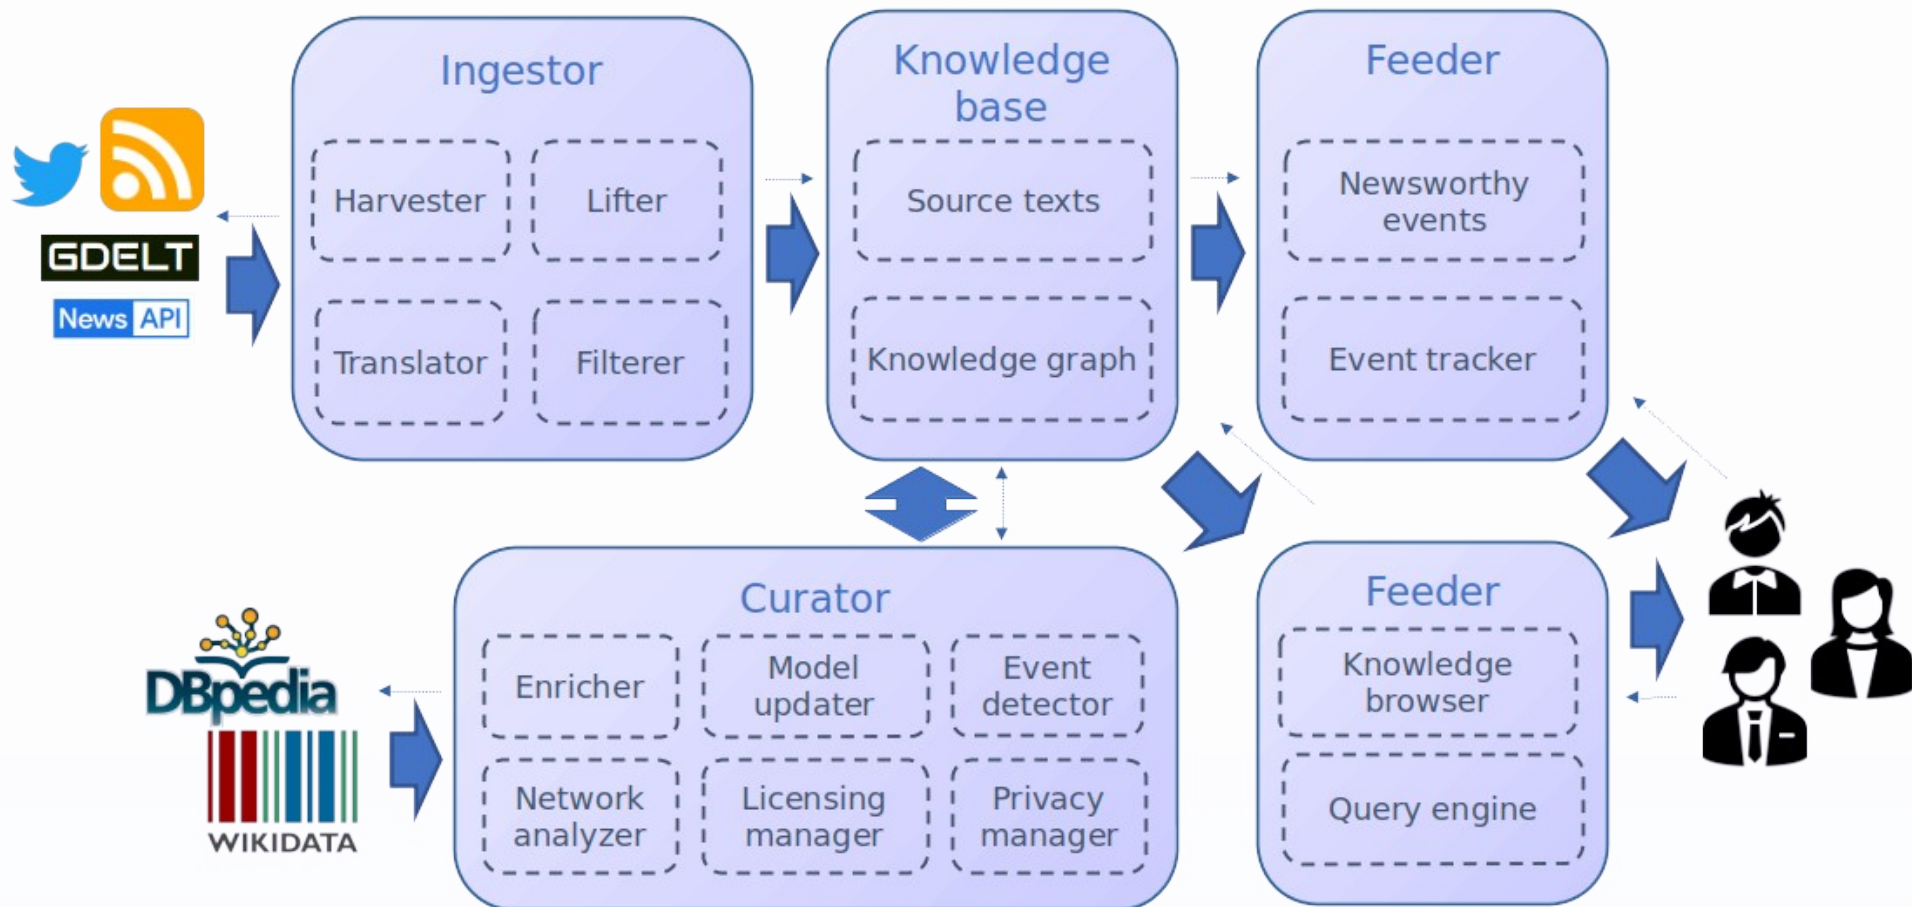 Ingestor
Harvester
Lifter
Translator
Filterer
Knowledge
base
Source texts
Knowledge graph
Feeder
Newsworthy
events
Event tracker
GDELT
News API
Curator
Enricher
Model
updater
Event
detector
Network
analyzer
Licensing
manager
Privacy
manager
Feeder
Knowledge
browser
Query engine
DBpedia
WIKIDATA